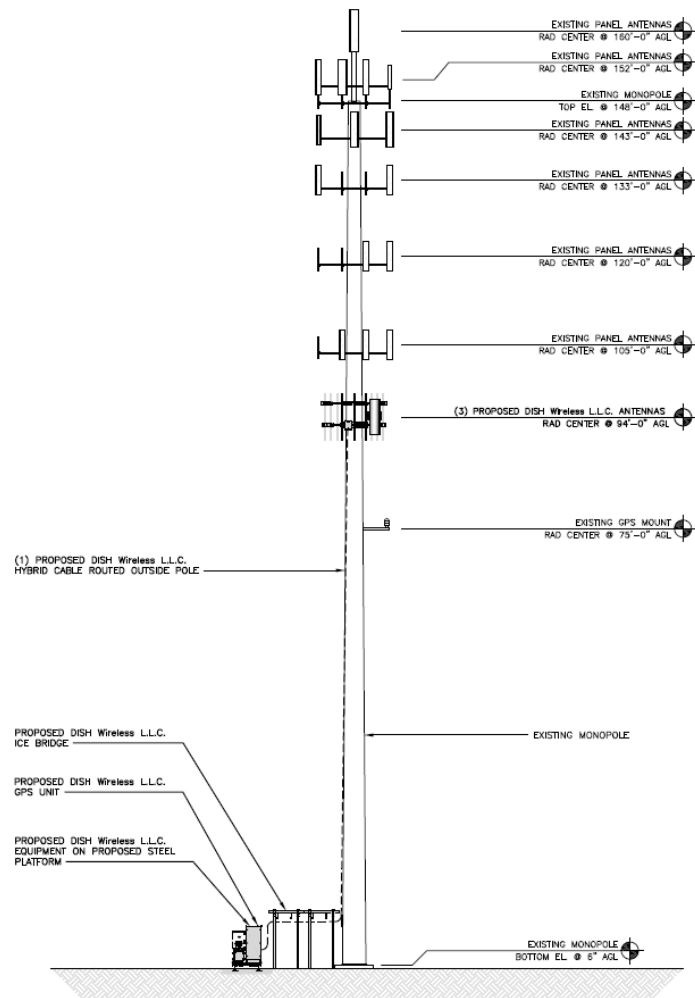 EXISTING PANEL ANTENNAS
RAD CENTER @ 160'-0" AGL
EXISTING PANEL ANTENNAS
RAD CENTER @ 152'-0" AGL
EXISTING MONOPOLE
TOP EL. @ 148'-0" AGL
EXISTING PANEL ANTENNAS
RAD CENTER @ 143'-0" AGL
EXISTING PANEL ANTENNAS
RAD CENTER @ 133'-0" AGL
EXISTING PANEL ANTENNAS
RAD CENTER @ 120'-0" AGL
EXISTING PANEL ANTENNAS
RAD CENTER @ 105'-0" AGL
(3) PROPOSED DISH Wireless L.L.C. ANTENNAS
RAD CENTER @ 94'-0" AGL
EXISTING GPS MOUNT
RAD CENTER @ 75'-0" AGL
(1) PROPOSED DISH Wireless L.L.C.
HYBRID CABLE ROUTED OUTSIDE POLE
PROPOSED DISH Wireless L.L.C.
ICE BRIDGE
EXISTING MONOPOLE
PROPOSED DISH Wireless L.L.C.
GPS UNIT
PROPOSED DISH Wireless L.L.C.
EQUIPMENT ON PROPOSED STEEL
PLATFORM
EXISTING MONOPOLE
BOTTOM EL. @ 6" AGL